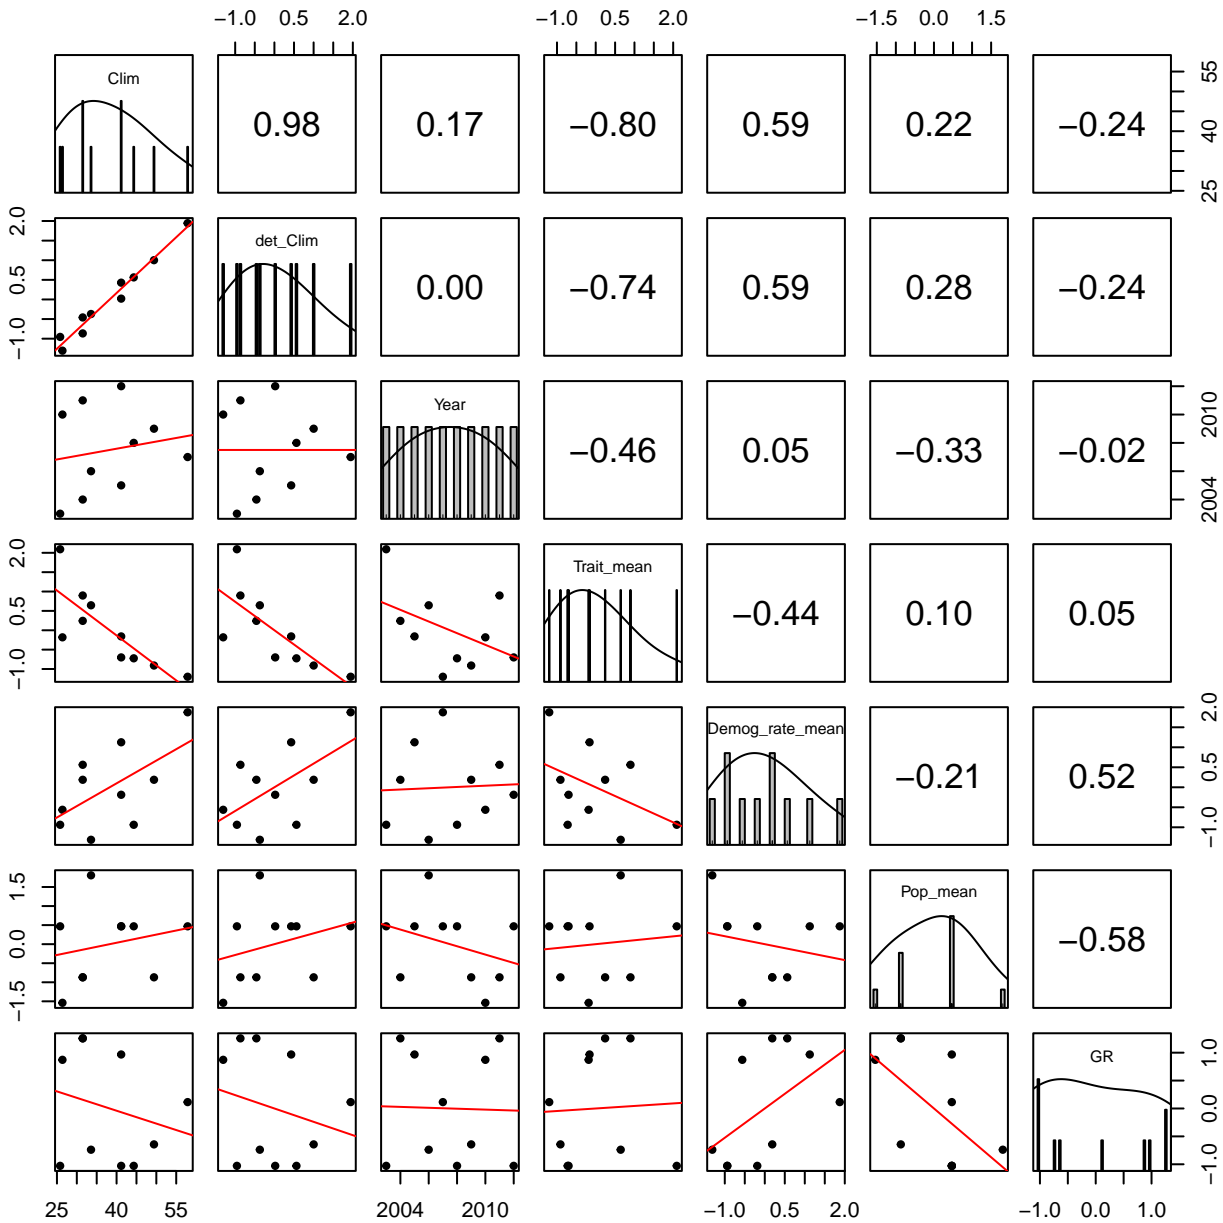 −1.0 0.5 2.0 −1.0 0.5 2.0 −1.5 0.0 1.5
Clim 0.98 0.17 −0.80 0.59 0.22 −0.24 25 40 55
−1.0 0.5 2.0 det_Clim 0.00 −0.74 0.59 0.28 −0.24
Year −0.46 0.05 −0.33 −0.02 2004 2010
−1.0 0.5 2.0 Trait_mean −0.44 0.10 0.05
Demog_rate_mean −0.21 0.52 −1.0 0.5 2.0
−1.5 0.0 1.5 Pop_mean −0.58
GR −1.0 0.0 1.0
25 40 55 2004 2010 −1.0 0.5 2.0 −1.0 0.0 1.0